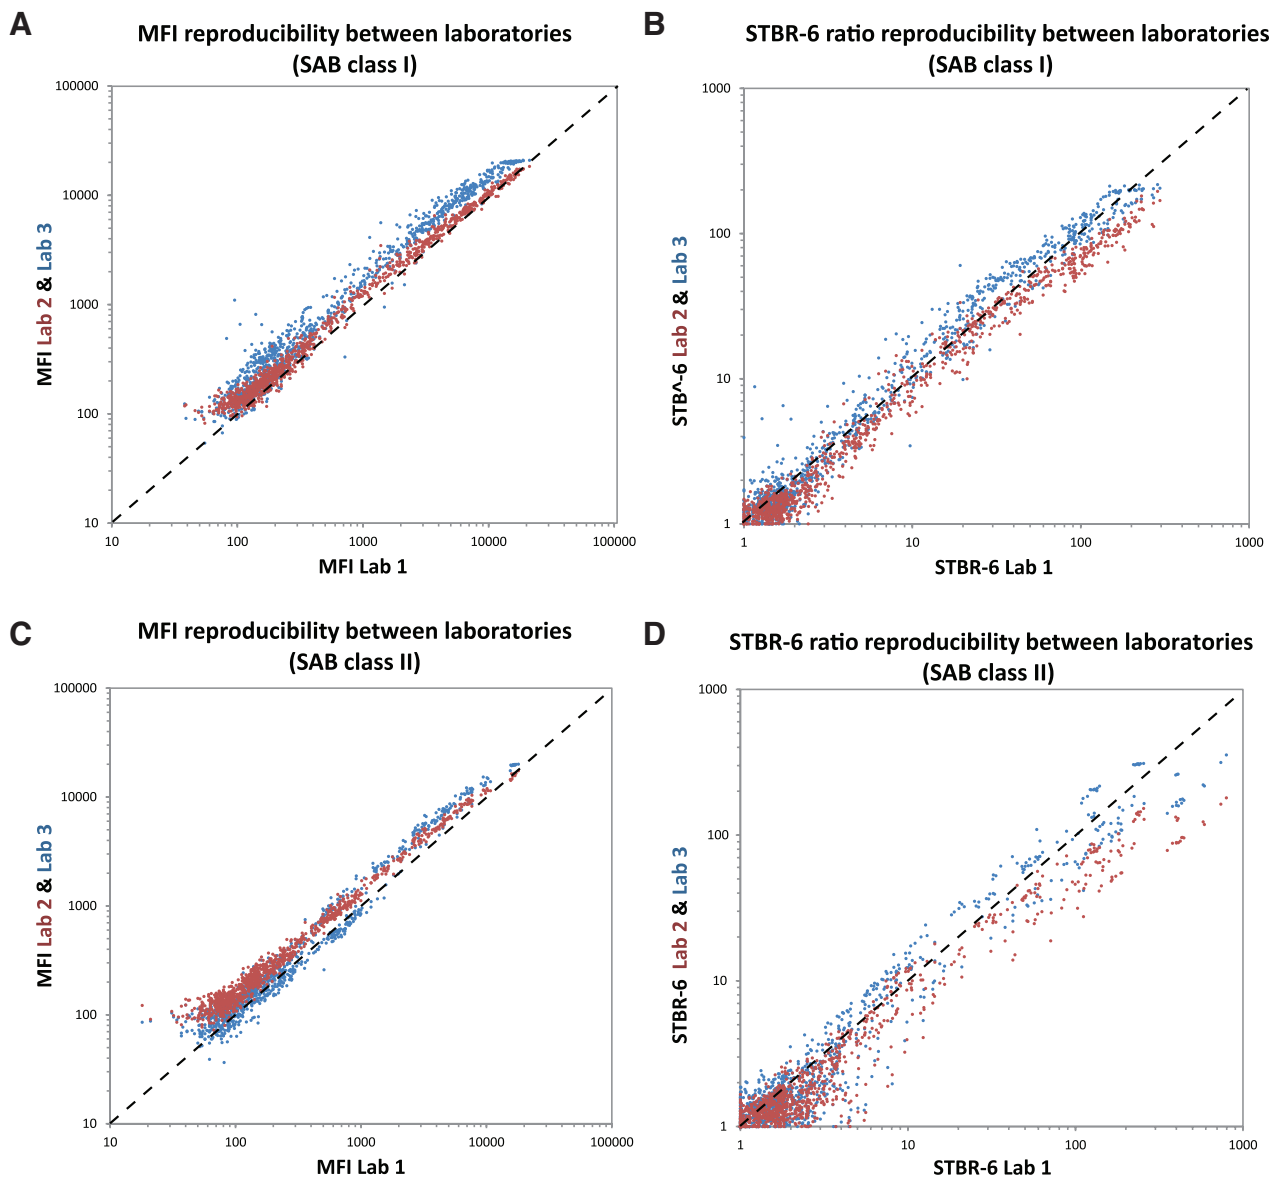 A
MFI reproducibility between laboratories
(SAB class I)
100000
10000
1000
100
10
10
100
1000
10000
100000
MFI Lab 2 & Lab 3
MFI Lab 1
B
STBR-6 ratio reproducibility between laboratories
(SAB class I)
1000
100
10
1
1
10
100
1000
STB^-6 Lab 2 & Lab 3
STBR-6 Lab 1
C
MFI reproducibility between laboratories
(SAB class II)
100000
10000
1000
100
10
10
100
1000
10000
100000
MFI Lab 2 & Lab 3
MFI Lab 1
D
STBR-6 ratio reproducibility between laboratories
(SAB class II)
1000
100
10
1
1
10
100
1000
STBR-6 Lab 2 & Lab 3
STBR-6 Lab 1